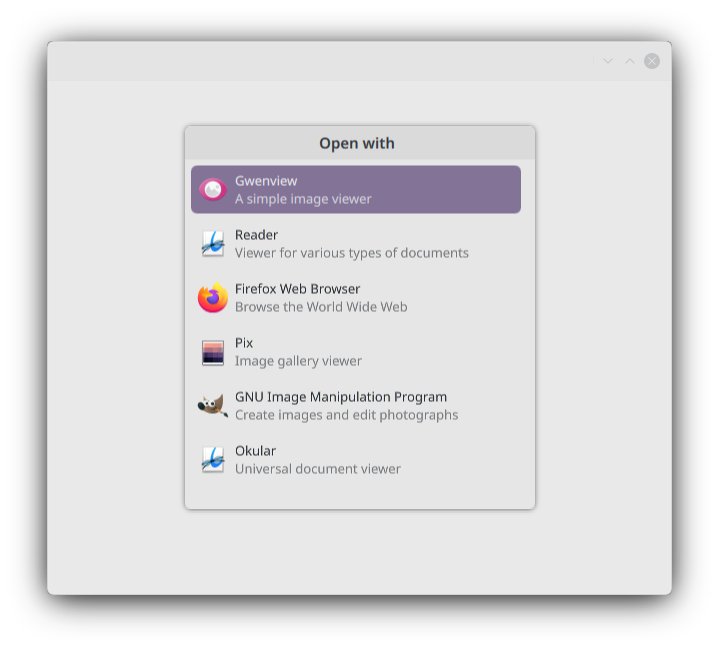 Open with
Gwenview
A simple image viewer
Reader
Viewer for various types of documents
Firefox Web Browser
Browse the World Wide Web
Pix
Image gallery viewer
GNU Image Manipulation Program
Create images and edit photographs
Okular
Universal document viewer